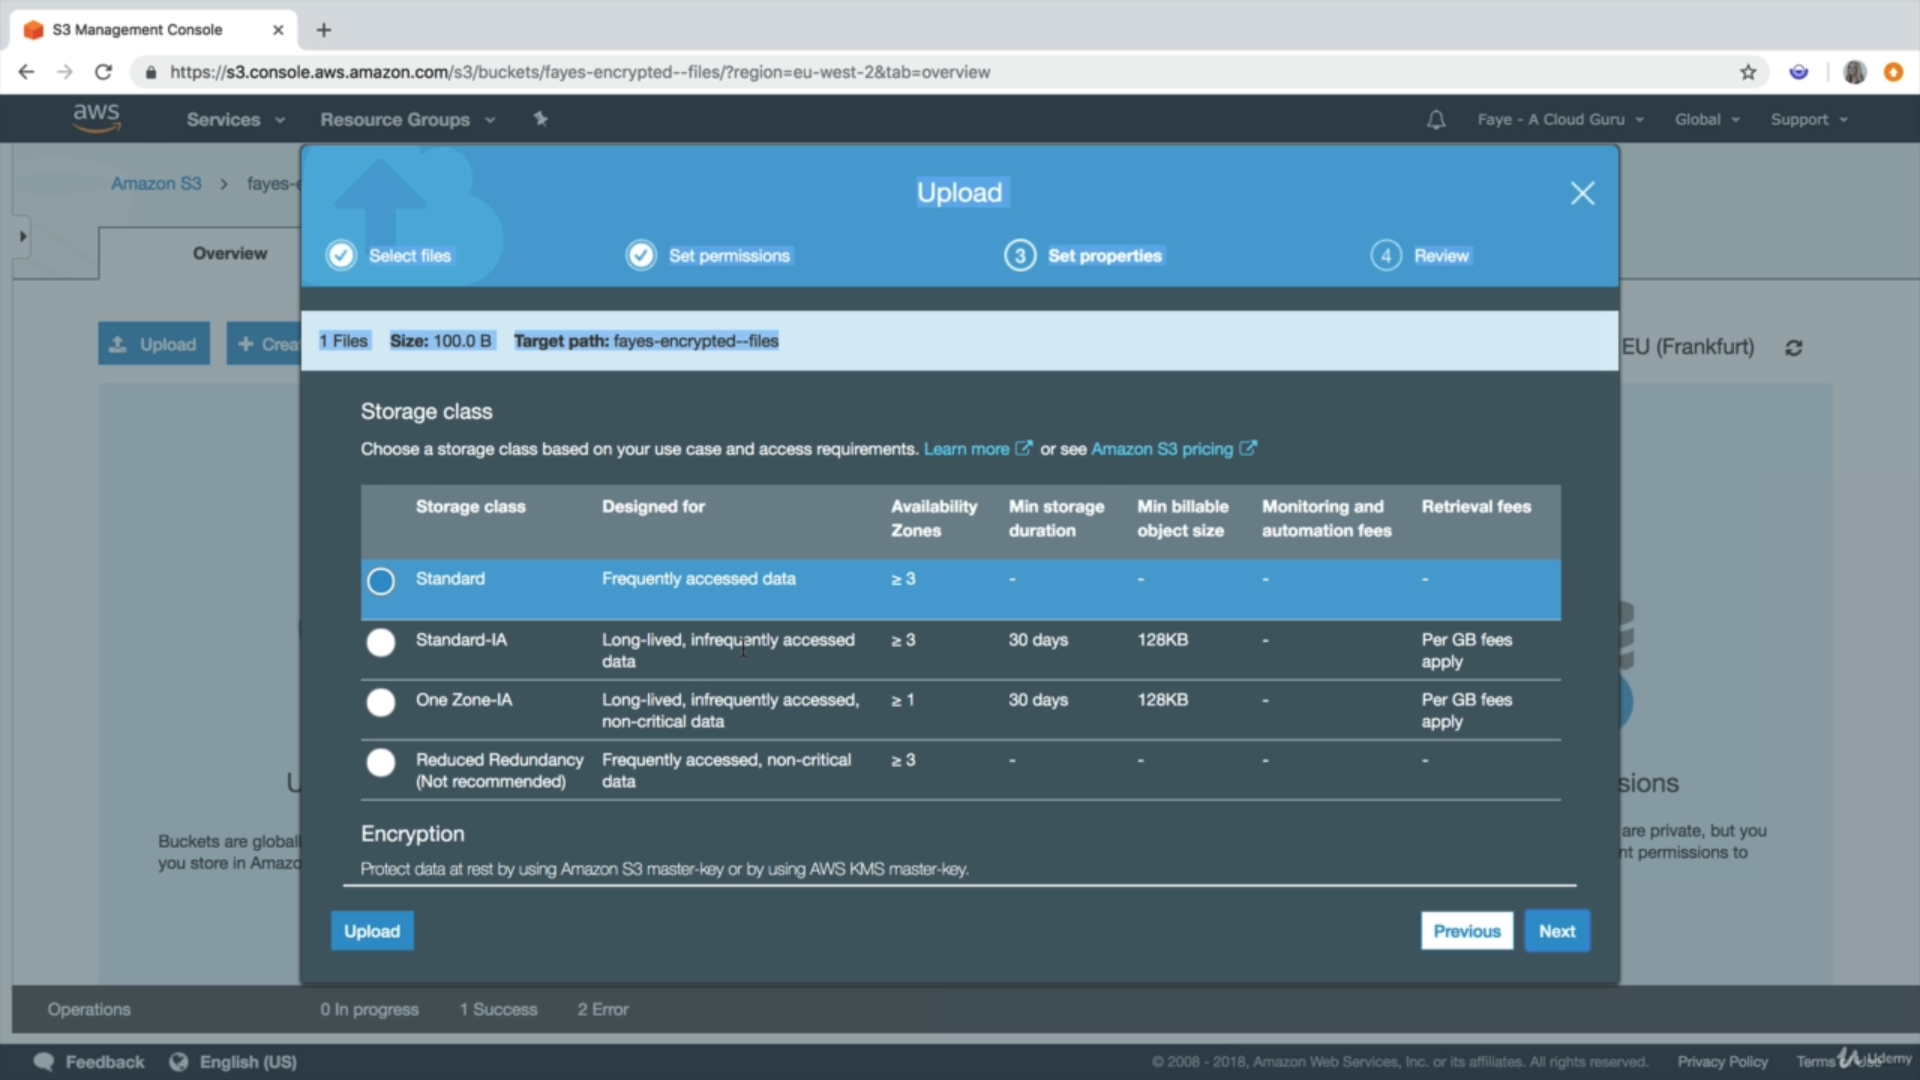 S3 Management Console
https://s3.console.aws.amazon.com/s3/buckets/fayes-encrypted--files/?region=eu-west-2&tab=overview
aws Services Resource Groups Faye - A Cloud Guru Global Support
Amazon S3 > fayes-e
Upload
Overview
Select files Set permissions 3 Set properties 4 Review
Upload + Crea
1 Files Size: 100.0 B Target path: fayes-encrypted--files
EU (Frankfurt)
Storage class
Choose a storage class based on your use case and access requirements. Learn more or see Amazon S3 pricing
Storage class Designed for Availability Zones Min storage duration Min billable object size Monitoring and automation fees Retrieval fees
Standard Frequently accessed data ≥ 3 - - - -
Standard-IA Long-lived, infrequently accessed data ≥ 3 30 days 128KB - Per GB fees apply
One Zone-IA Long-lived, infrequently accessed, non-critical data ≥ 1 30 days 128KB - Per GB fees apply
Reduced Redundancy (Not recommended) Frequently accessed, non-critical data ≥ 3 - - - -
U
sions
Encryption
Protect data at rest by using Amazon S3 master-key or by using AWS KMS master-key.
Buckets are globall
you store in Amazo
are private, but you
nt permissions to
Upload Previous Next
Operations 0 In progress 1 Success 2 Error
Feedback English (US) © 2008 - 2018, Amazon Web Services, Inc. or its affiliates. All rights reserved. Privacy Policy Terms of Use
Udemy